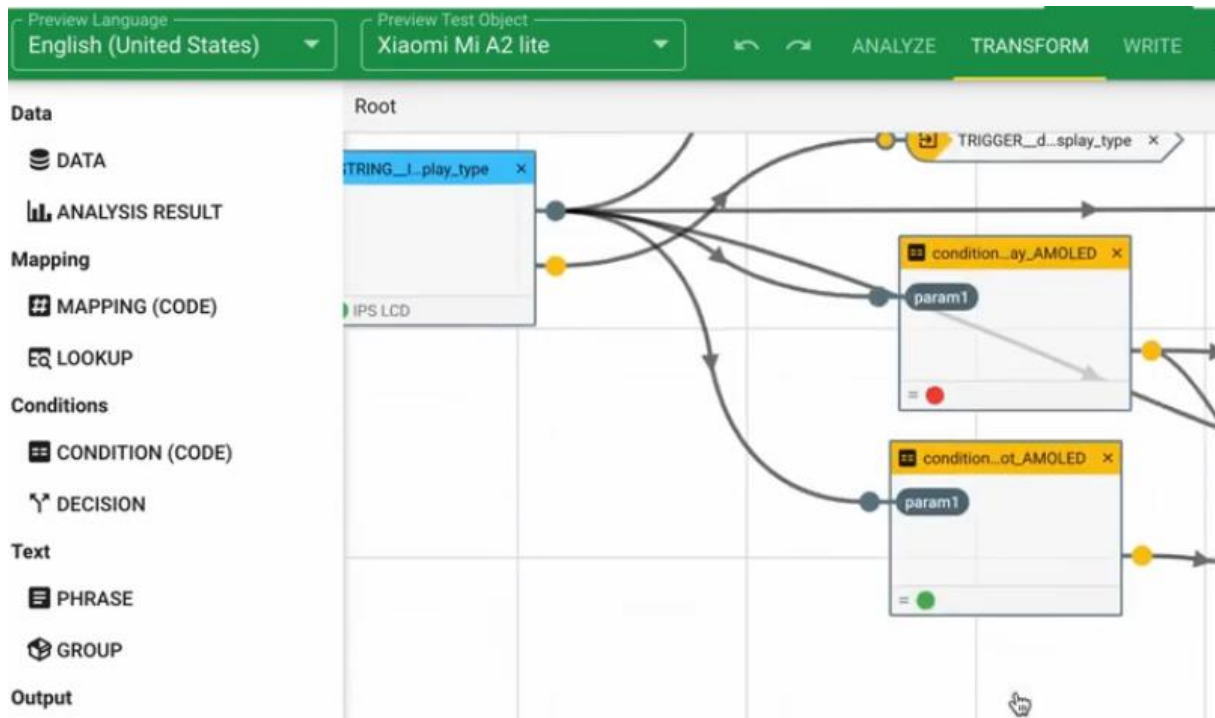 Preview Language
English (United States)
Preview Test Object
Xiaomi Mi A2 lite
ANALYZE
TRANSFORM
WRITE
Data
DATA
ANALYSIS RESULT
Mapping
MAPPING (CODE)
LOOKUP
Conditions
CONDITION (CODE)
DECISION
Text
PHRASE
GROUP
Output
Root
TRIGGER__d...splay_type ×
STRING__I...play_type ×
IPS LCD
condition...ay_AMOLED ×
param1
=
condition...ot_AMOLED ×
param1
=